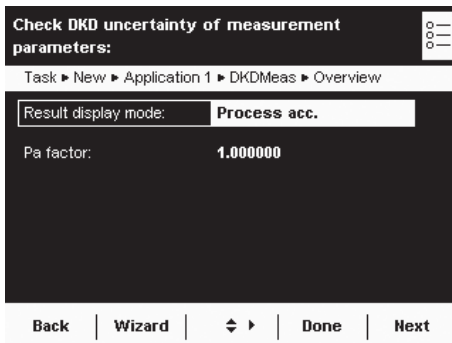 Check DKD uncertainty of measurement
parameters:
Task ▸ New ▸ Application 1 ▸ DKDMeas ▸ Overview
Result display mode: Process acc.
Pa factor: 1.000000
Back Wizard Done Next